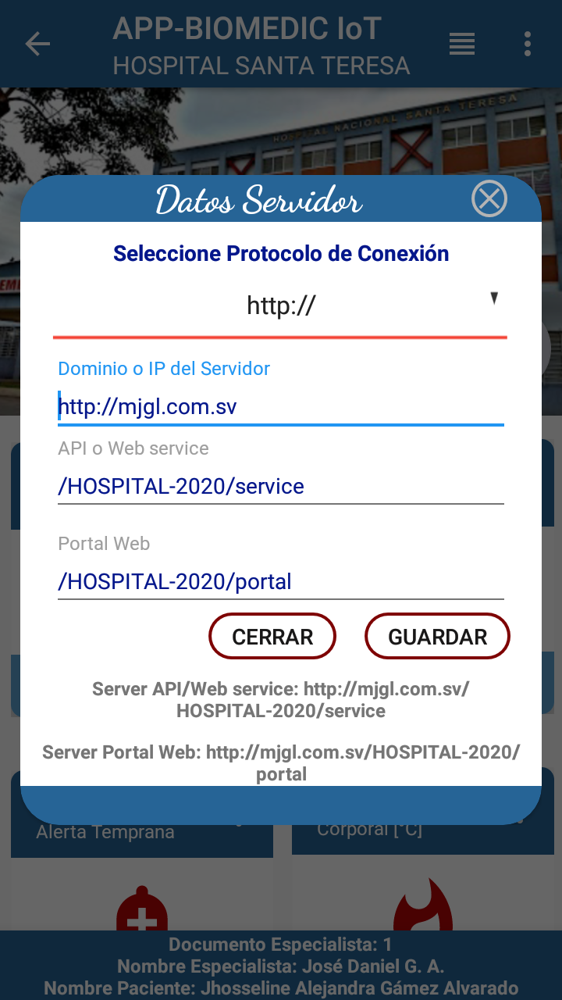 APP-BIOMEDIC IoT
HOSPITAL SANTA TERESA
HOSPITAL NACIONAL SANTA TERESA
Datos Servidor
Seleccione Protocolo de Conexión
http://
Dominio o IP del Servidor
http://mjgl.com.sv
API o Web service
/HOSPITAL-2020/service
Portal Web
/HOSPITAL-2020/portal
CERRAR
GUARDAR
Server API/Web service: http://mjgl.com.sv/
HOSPITAL-2020/service
Server Portal Web: http://mjgl.com.sv/HOSPITAL-2020/
portal
Alerta Temprana
Corporal [°C]
Documento Especialista: 1
Nombre Especialista: José Daniel G. A.
Nombre Paciente: Jhosseline Alejandra Gámez Alvarado